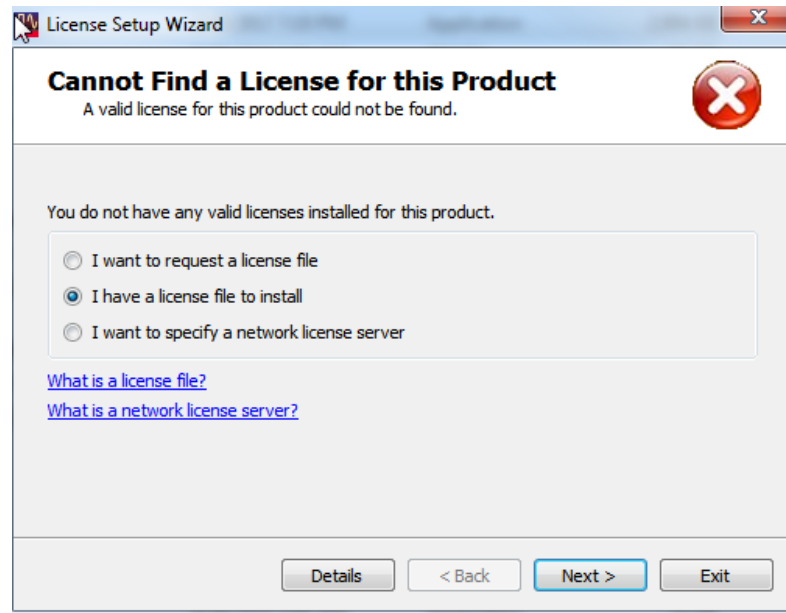 License Setup Wizard
Cannot Find a License for this Product
A valid license for this product could not be found.
You do not have any valid licenses installed for this product.
I want to request a license file
I have a license file to install
I want to specify a network license server
What is a license file?
What is a network license server?
Details
< Back
Next >
Exit